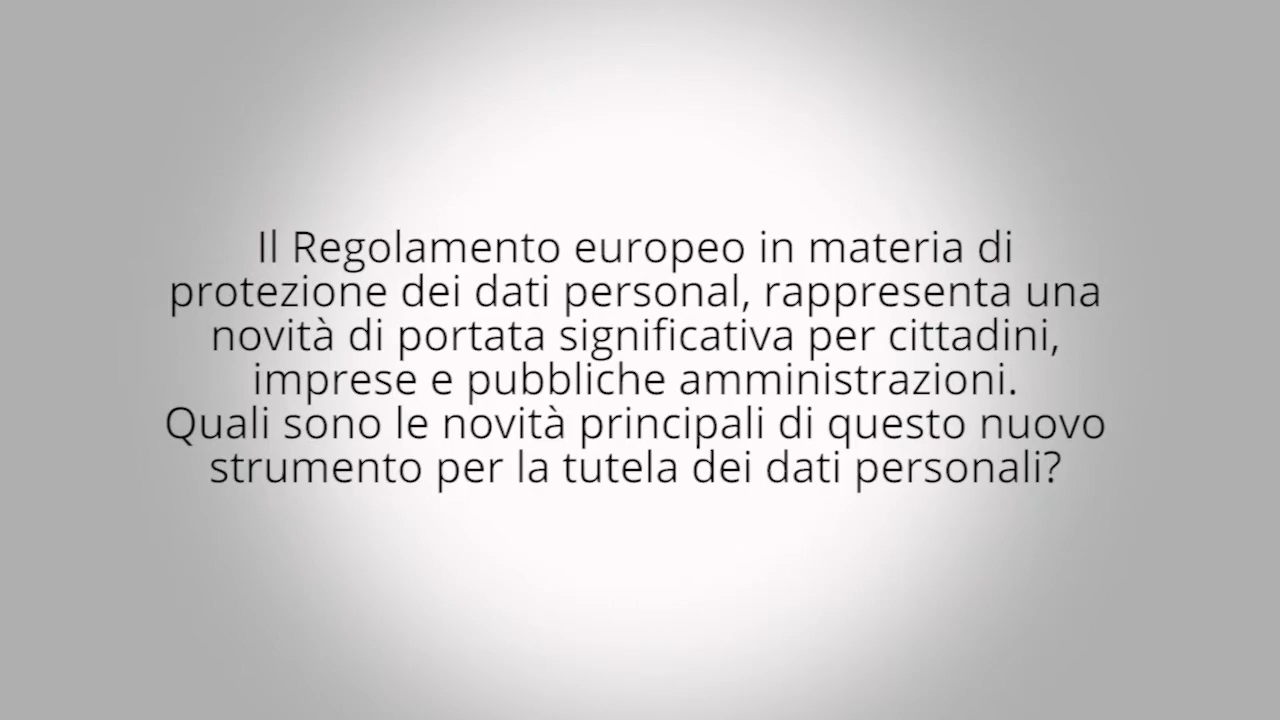 Il Regolamento europeo in materia di
protezione dei dati personal, rappresenta una
novità di portata significativa per cittadini,
imprese e pubbliche amministrazioni.
Quali sono le novità principali di questo nuovo
strumento per la tutela dei dati personali?